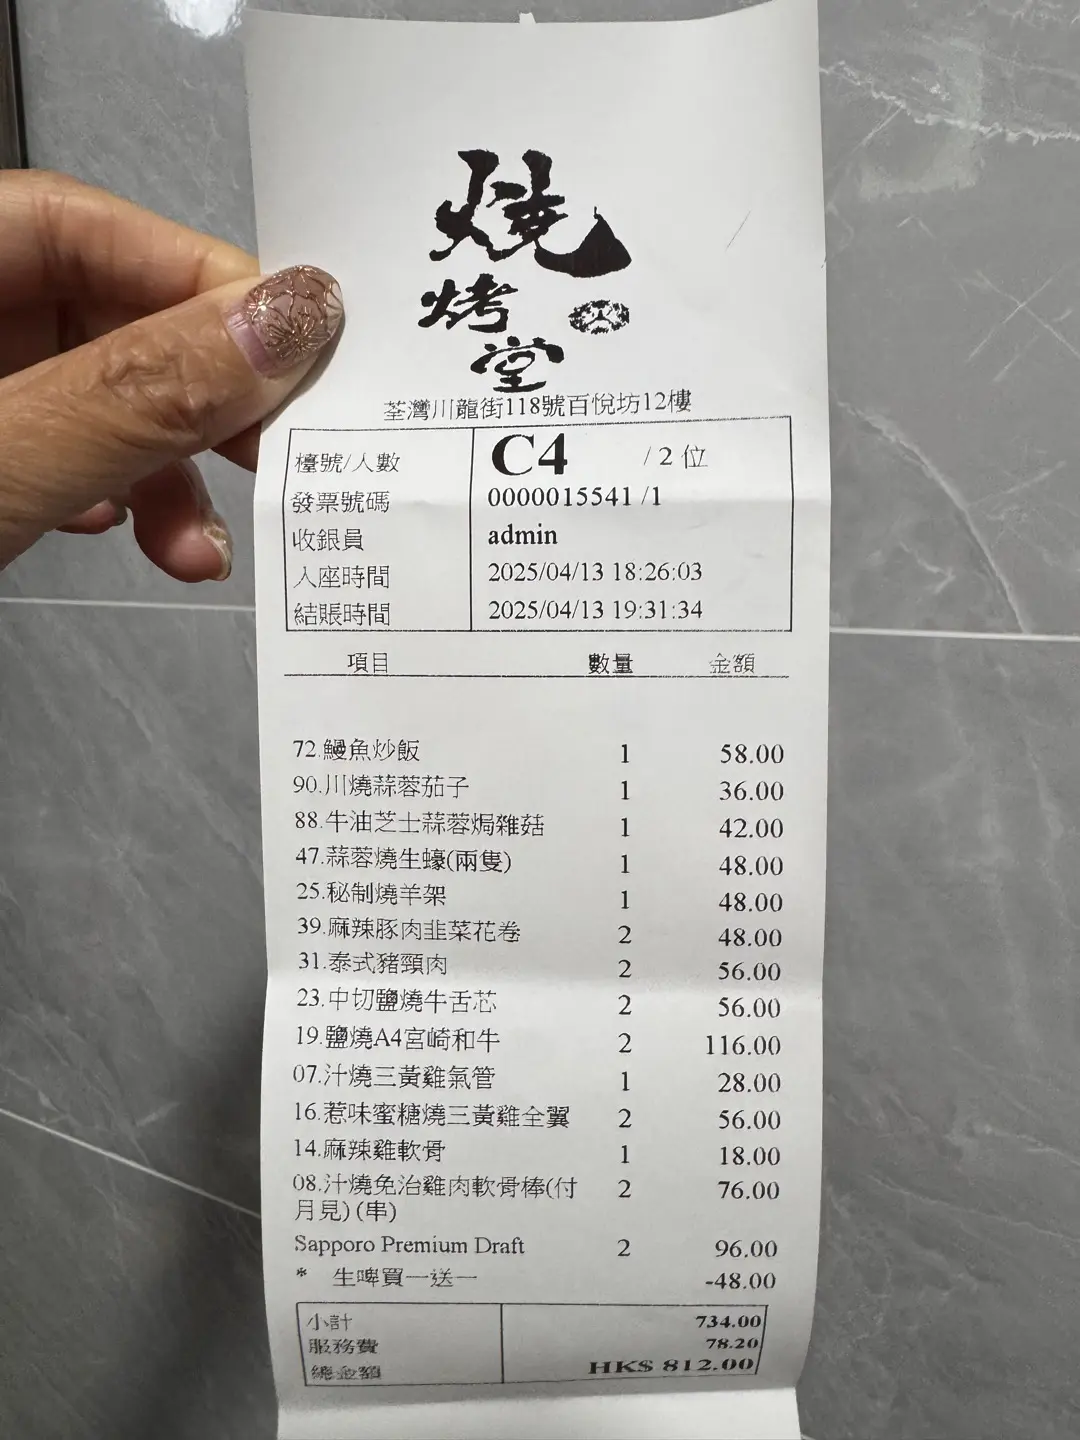 燒
烤
堂
荃灣川龍街118號百悅坊12樓
檯號/人數 C4 /2 位
發票號碼 0000015541 /1
收銀員 admin
入座時間 2025/04/13 18:26:03
結賬時間 2025/04/13 19:31:34
項目 數量 金額
72.鰻魚炒飯 1 58.00
90.川燒蒜蓉茄子 1 36.00
88.牛油芝士蒜蓉焗雜菇 1 42.00
47.蒜蓉燒生蠔(兩隻) 1 48.00
25.秘制燒羊架 1 48.00
39.麻辣豚肉韭菜花卷 2 48.00
31.泰式豬頸肉 2 56.00
23.中切鹽燒牛舌芯 2 56.00
19.鹽燒A4宮崎和牛 2 116.00
07.汁燒三黃雞氣管 1 28.00
16.惹味蜜糖燒三黃雞全翼 2 56.00
14.麻辣雞軟骨 1 18.00
08.汁燒免治雞肉軟骨棒(付 2 76.00
月見) (串)
Sapporo Premium Draft 2 96.00
* 生啤買一送一 -48.00
小計 734.00
服務費 78.20
總金額 HK$ 812.00